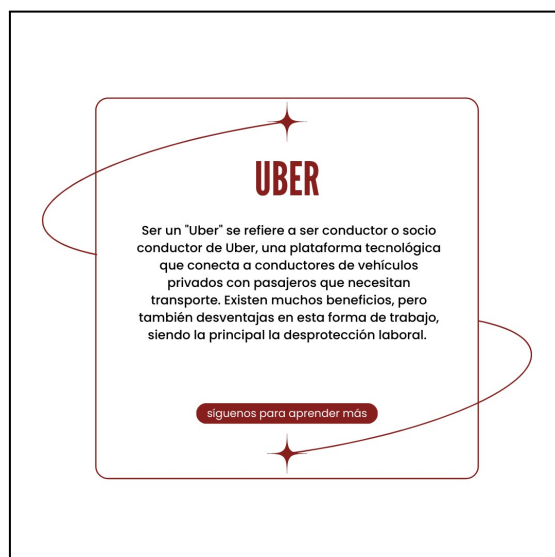 UBER
Ser un "Uber" se refiere a ser conductor o socio
conductor de Uber, una plataforma tecnológica
que conecta a conductores de vehículos
privados con pasajeros que necesitan
transporte. Existen muchos beneficios, pero
también desventajas en esta forma de trabajo,
siendo la principal la desprotección laboral.
síguenos para aprender más